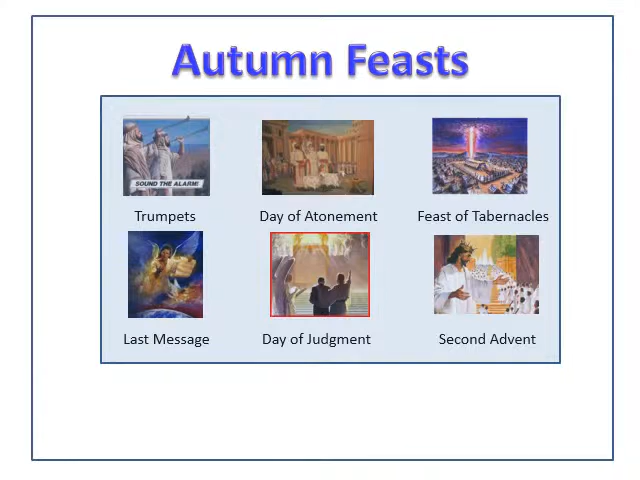 Autumn Feasts
SOUND THE ALARM!
Trumpets
Day of Atonement
Feast of Tabernacles
Last Message
Day of Judgment
Second Advent